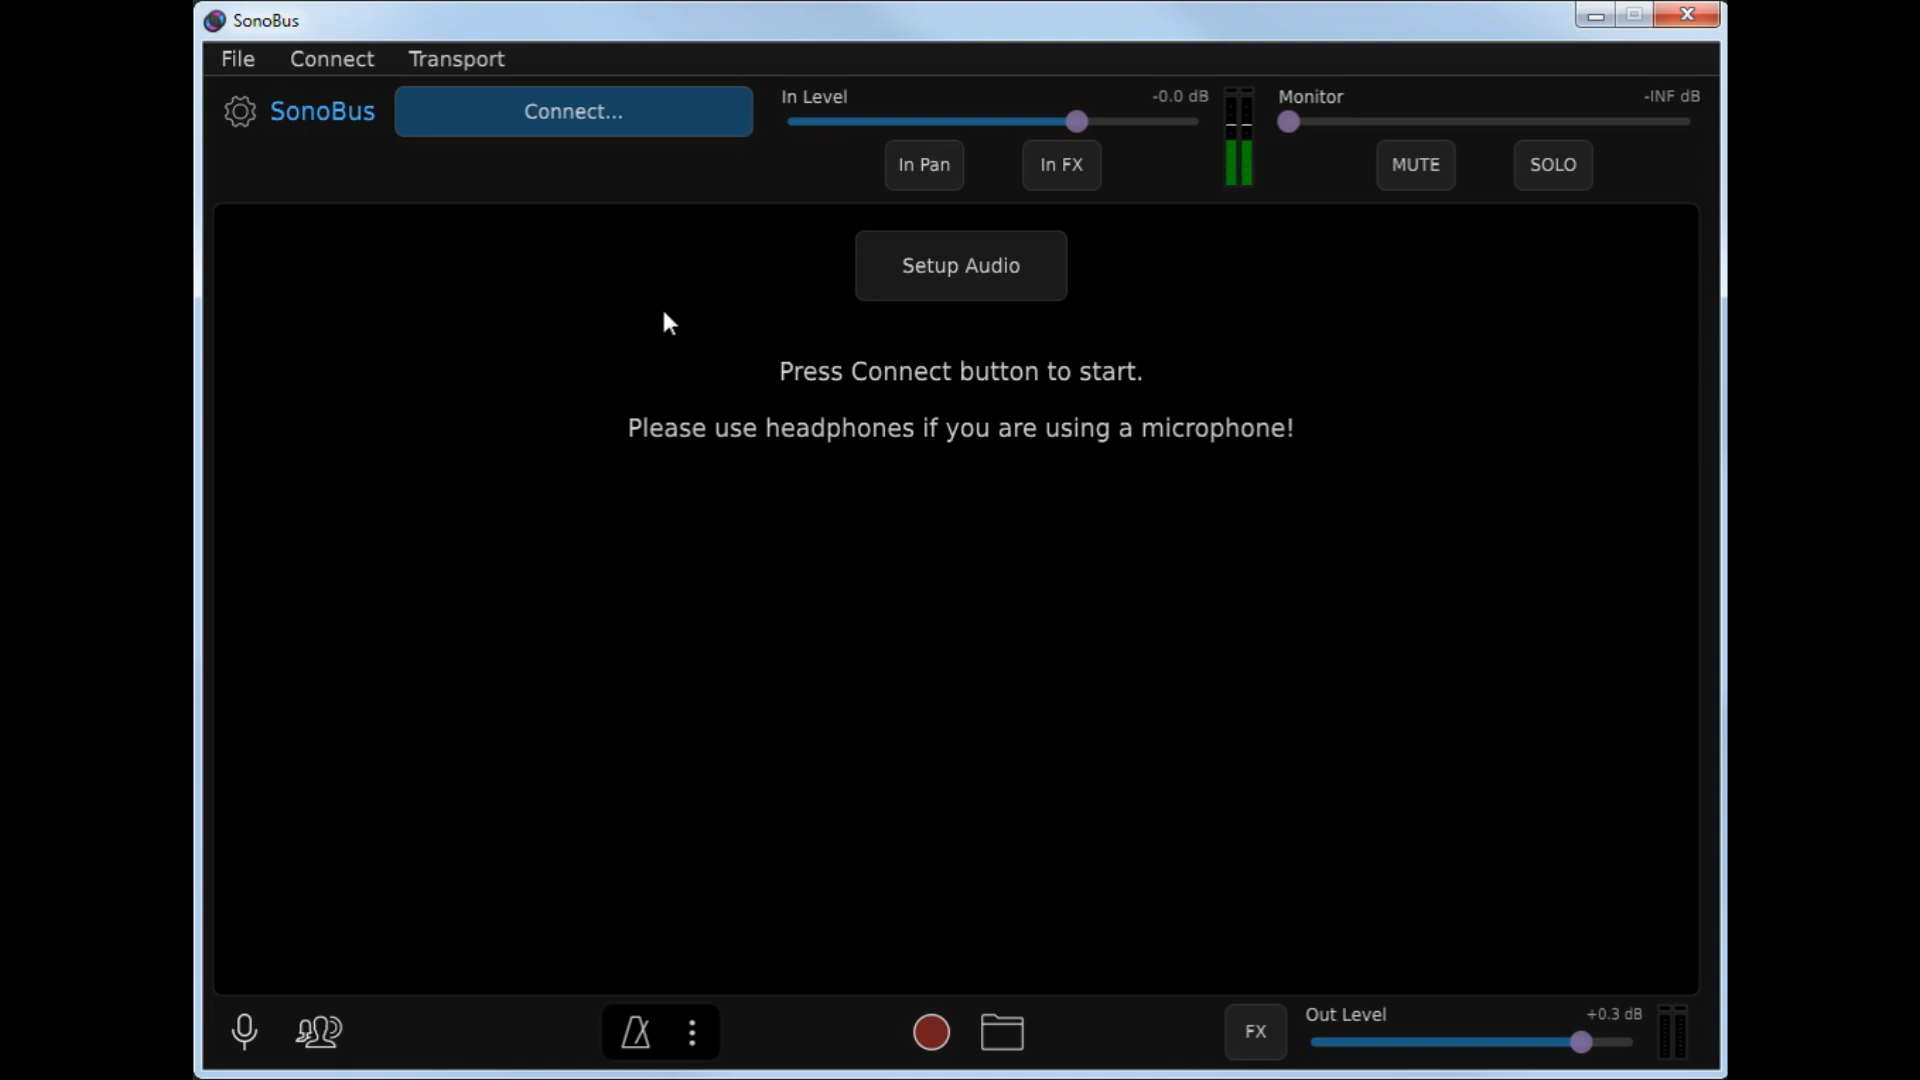 SonoBus
File Connect Transport
SonoBus
Connect...
In Level -0.0 dB
Monitor -INF dB
In Pan In FX
MUTE SOLO
Setup Audio
Press Connect button to start.
Please use headphones if you are using a microphone!
FX
Out Level +0.3 dB